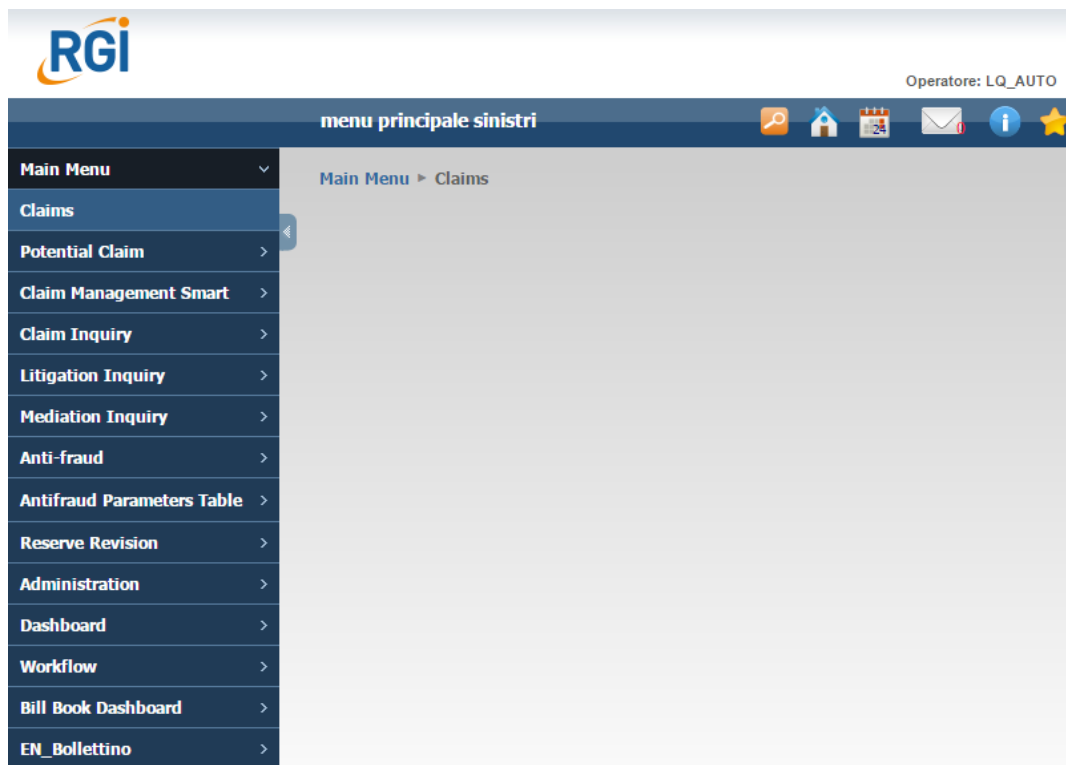 RGI
Operatore: LQ_AUTO
menu principale sinistri
24
0
i
Main Menu
Main Menu ▸ Claims
Claims
Potential Claim
Claim Management Smart
Claim Inquiry
Litigation Inquiry
Mediation Inquiry
Anti-fraud
Antifraud Parameters Table
Reserve Revision
Administration
Dashboard
Workflow
Bill Book Dashboard
EN_Bollettino